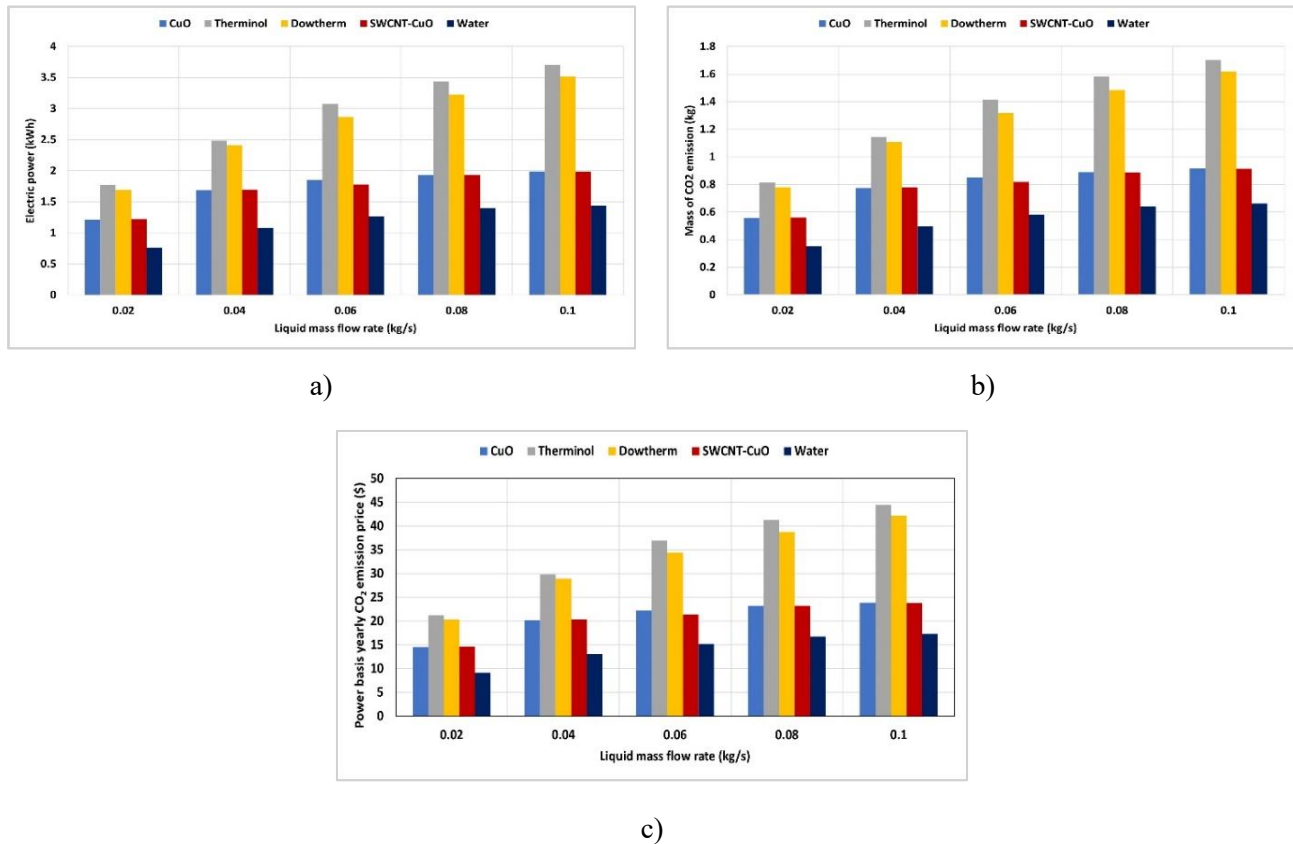 CuO Therminol Dowtherm SWCNT-CuO Water
Electric power (kWh)
4
3.5
3
2.5
2
1.5
1
0.5
0
0.02 0.04 0.06 0.08 0.1
Liquid mass flow rate (kg/s)
a)
CuO Therminol Dowtherm SWCNT-CuO Water
Mass of CO2 emission (kg)
1.8
1.6
1.4
1.2
1
0.8
0.6
0.4
0.2
0
0.02 0.04 0.06 0.08 0.1
Liquid mass flow rate (kg/s)
b)
CuO Therminol Dowtherm SWCNT-CuO Water
Power basis yearly CO₂ emission price ($)
50
45
40
35
30
25
20
15
10
5
0
0.02 0.04 0.06 0.08 0.1
Liquid mass flow rate (kg/s)
c)